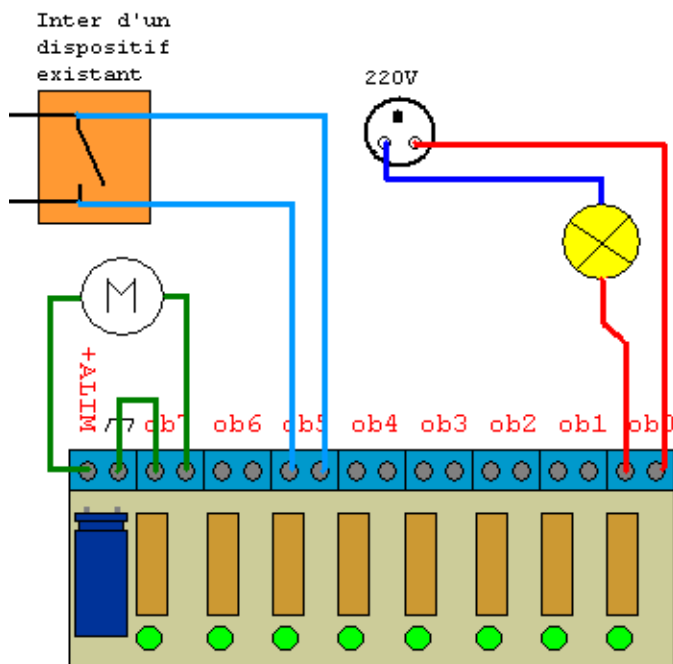 Inter d'un
dispositif
existant
220V
M
+ALIM
ob7 ob6 ob5 ob4 ob3 ob2 ob1 ob0